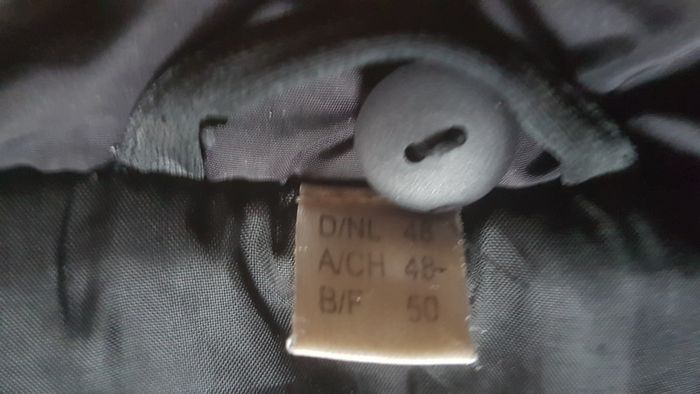 D/NL 48
A/CH 48-
B/F 50